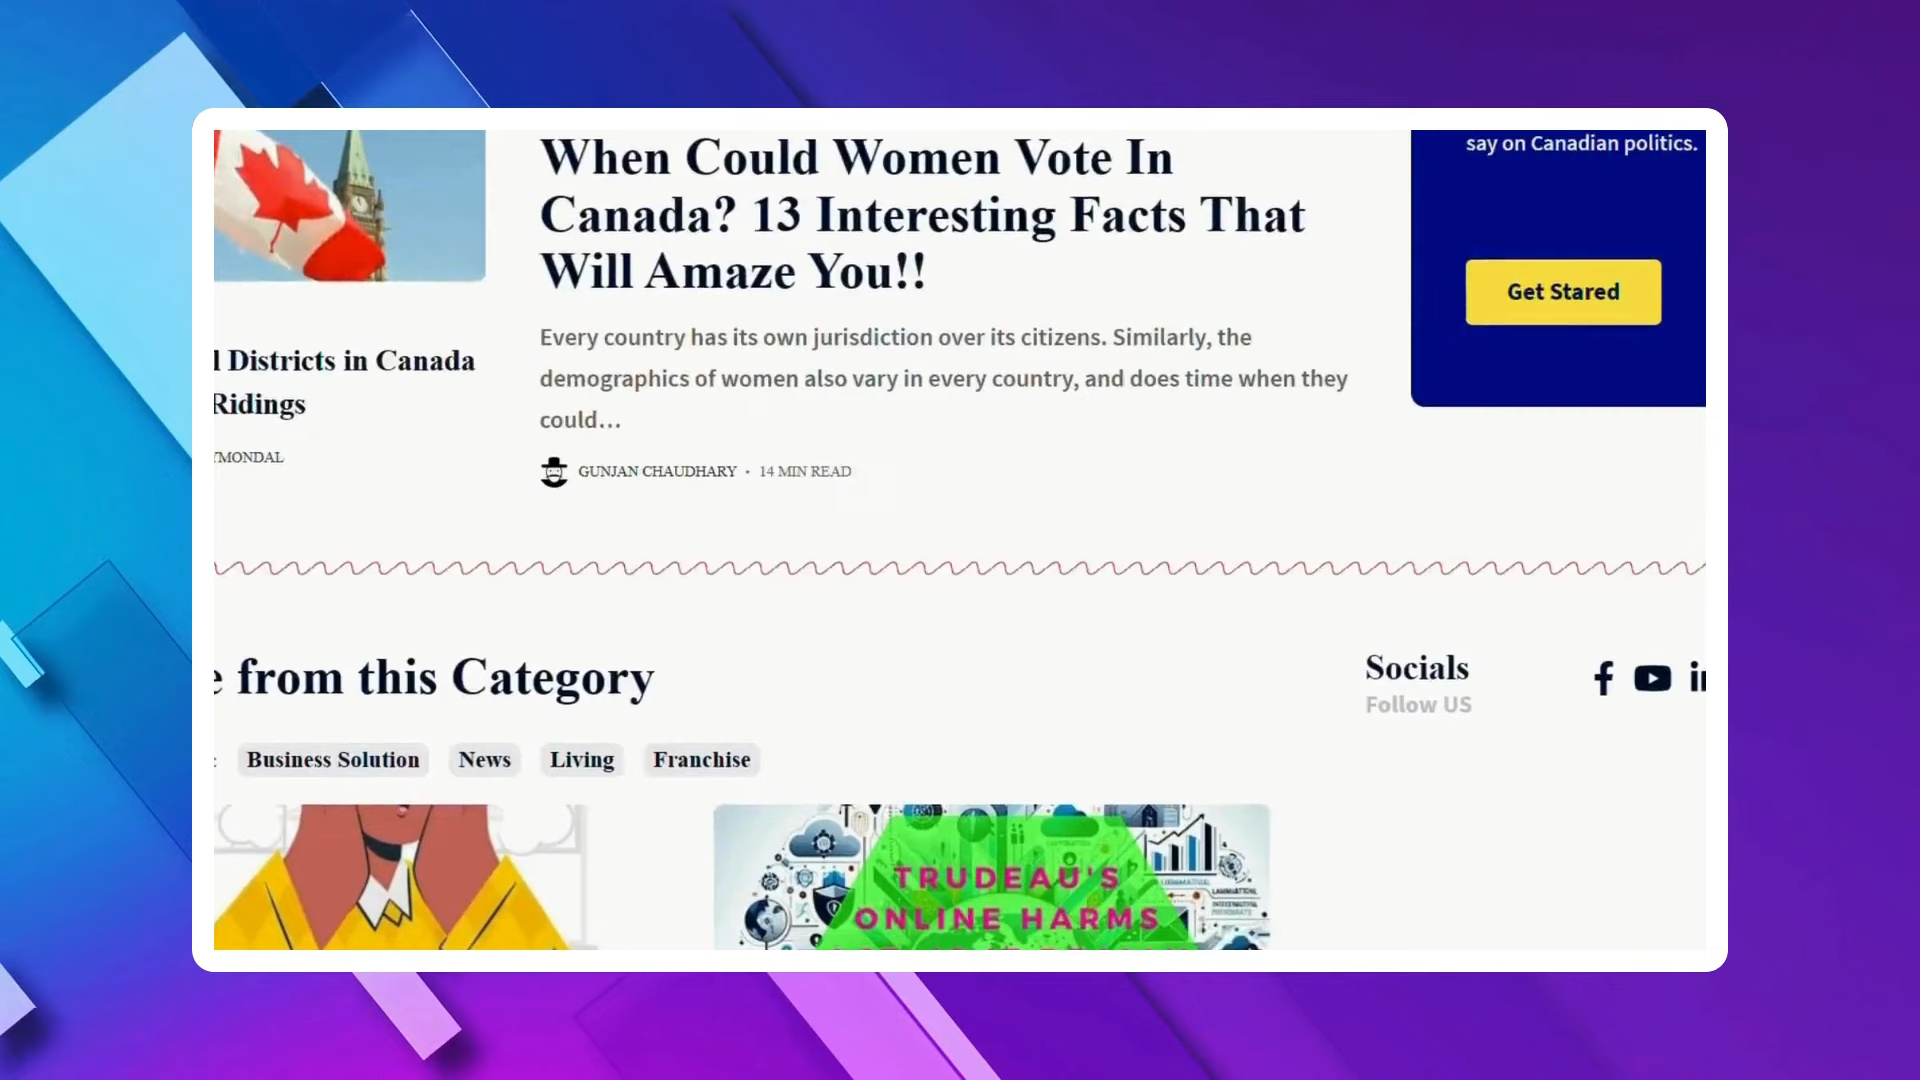 say on Canadian politics.
When Could Women Vote In
Canada? 13 Interesting Facts That
Will Amaze You!!
Get Stared
Every country has its own jurisdiction over its citizens. Similarly, the
demographics of women also vary in every country, and does time when they
could...
GUNJAN CHAUDHARY • 14 MIN READ
l Districts in Canada
Ridings
MONDAL
e from this Category
Socials
Follow US
Business Solution
News
Living
Franchise
TRUDEAU'S
ONLINE HARMS